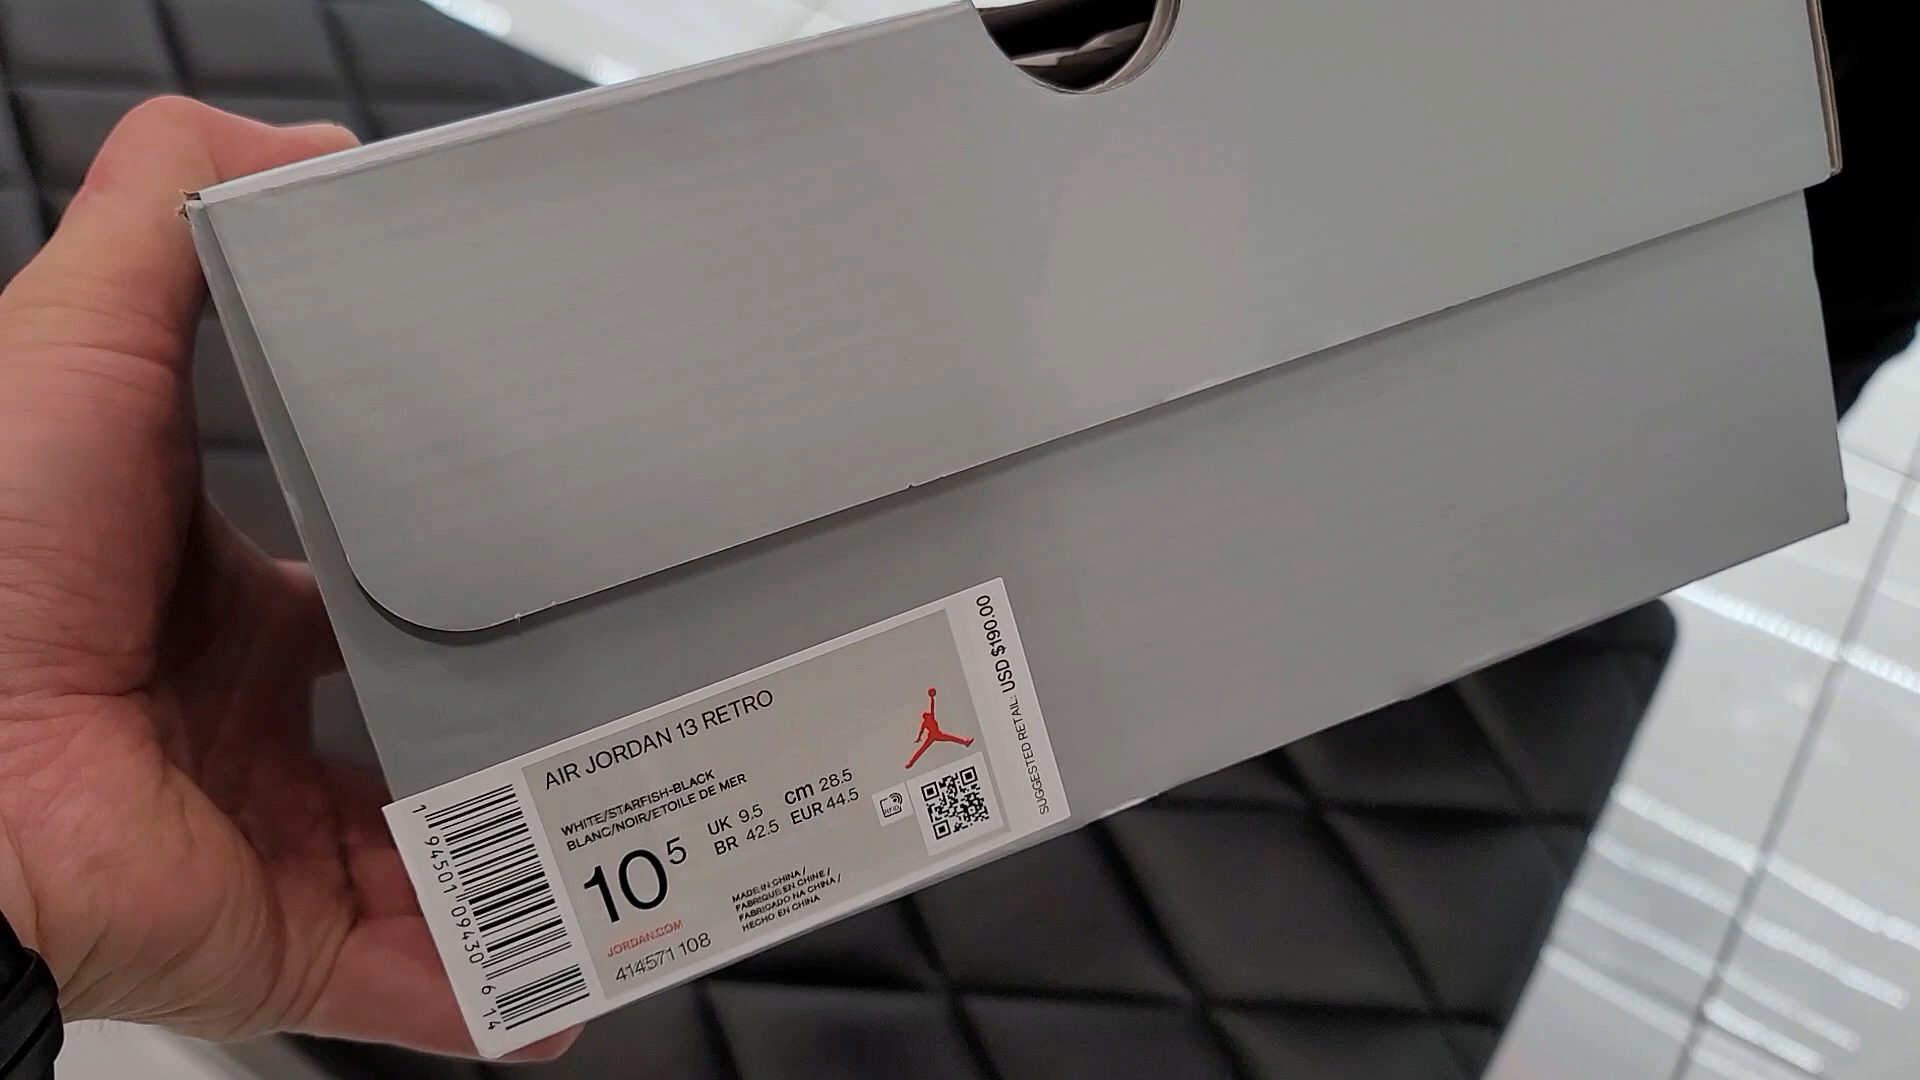 AIR JORDAN 13 RETRO
WHITE/STARFISH-BLACK
BLANC/NOIR/ETOILE DE MER
10 5
UK 9.5 cm 28.5
BR 42.5 EUR 44.5
JORDAN.COM
414571 108
MADE IN CHINA /
FABRIQUE EN CHINE /
FABRICADO NA CHINA /
HECHO EN CHINA
RFID
SUGGESTED RETAIL: USD $190.00
1 94501 09430 6 14